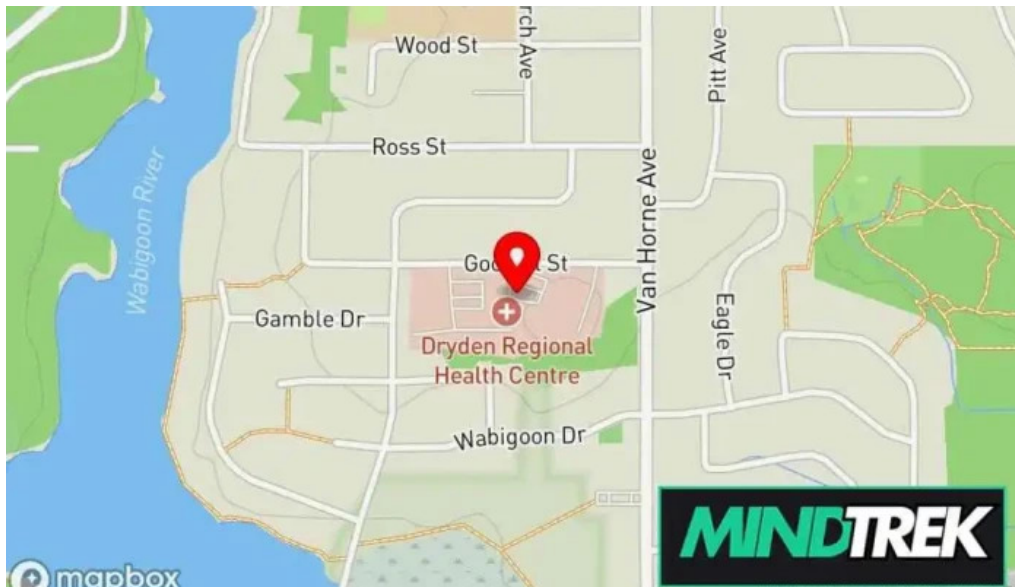 Wood St
rch Ave
Pitt Ave
Ross St
Wabigoon River
Van Horne Ave
St
Gamble Dr
Eagle Dr
Dryden Regional
Health Centre
Wabigoon Dr
MINDTREK
mapbox